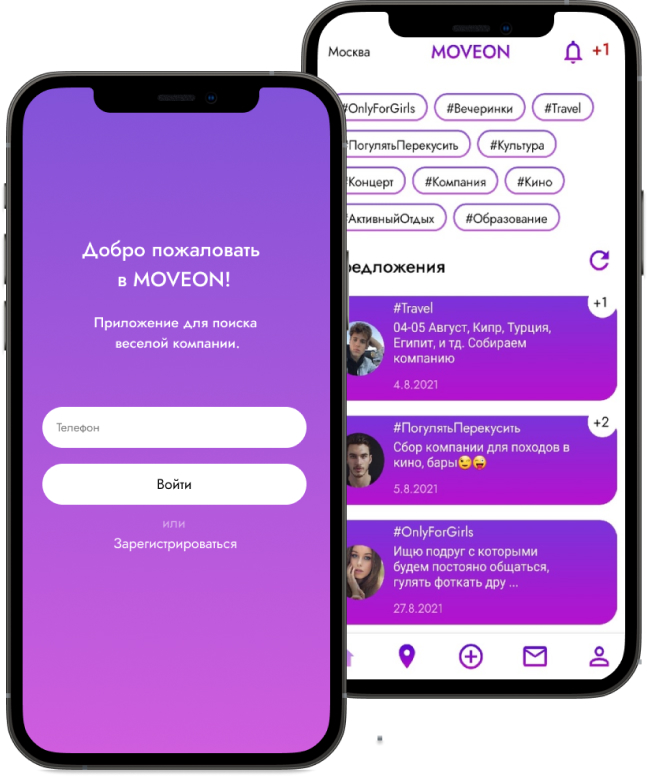 Добро пожаловать
в MOVEON!
Приложение для поиска
веселой компании.
Телефон
Войти
или
Зарегистрироваться
Москва
MOVEON
+1
#OnlyForGirls
#Вечеринки
#Travel
#ПогулятьПерекусить
#Культура
#Концерт
#Компания
#Кино
#АктивныйОтдых
#Образование
редложения
+1
#Travel
04-05 Август, Кипр, Турция,
Египит, и тд. Собираем
компанию
4.8.2021
+2
#ПогулятьПерекусить
Сбор компании для походов в
кино, бары😉😜
5.8.2021
#OnlyForGirls
Ищю подруг с которыми
будем постояно общаться,
гулять фоткать дру ...
27.8.2021